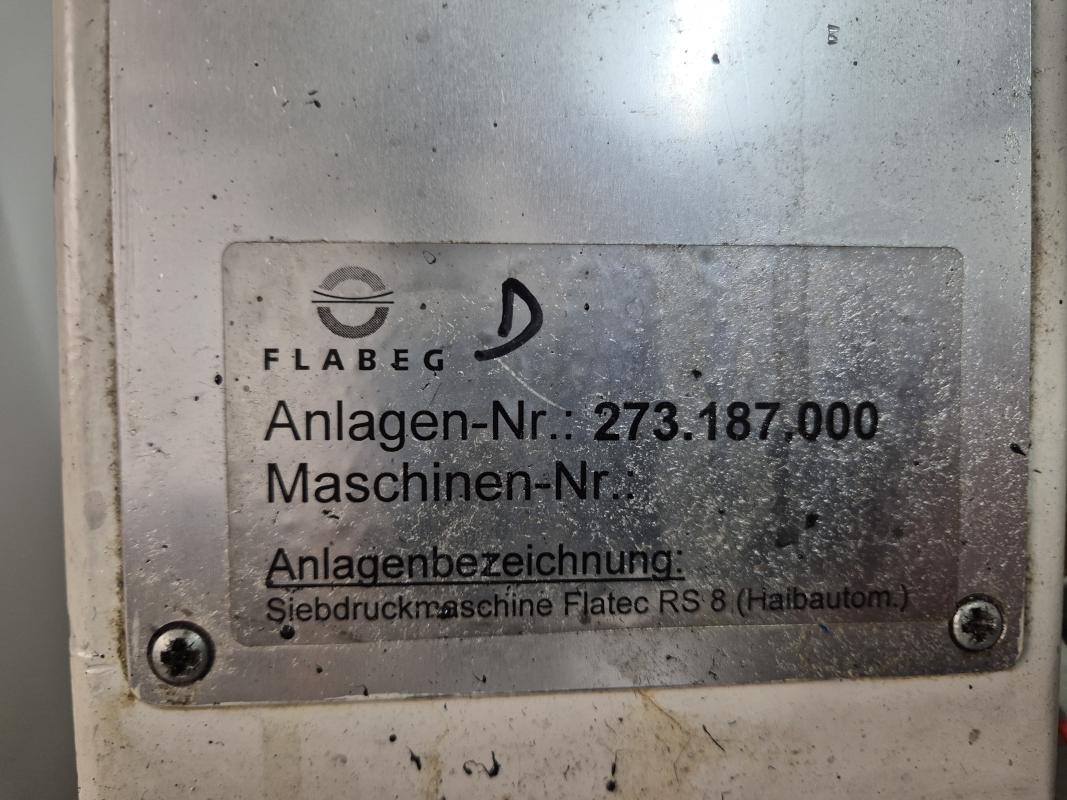 D
FLABEG
Anlagen-Nr.: 273.187.000
Maschinen-Nr.:
Anlagenbezeichnung:
Siebdruckmaschine Flatec RS 8 (Halbautom.)